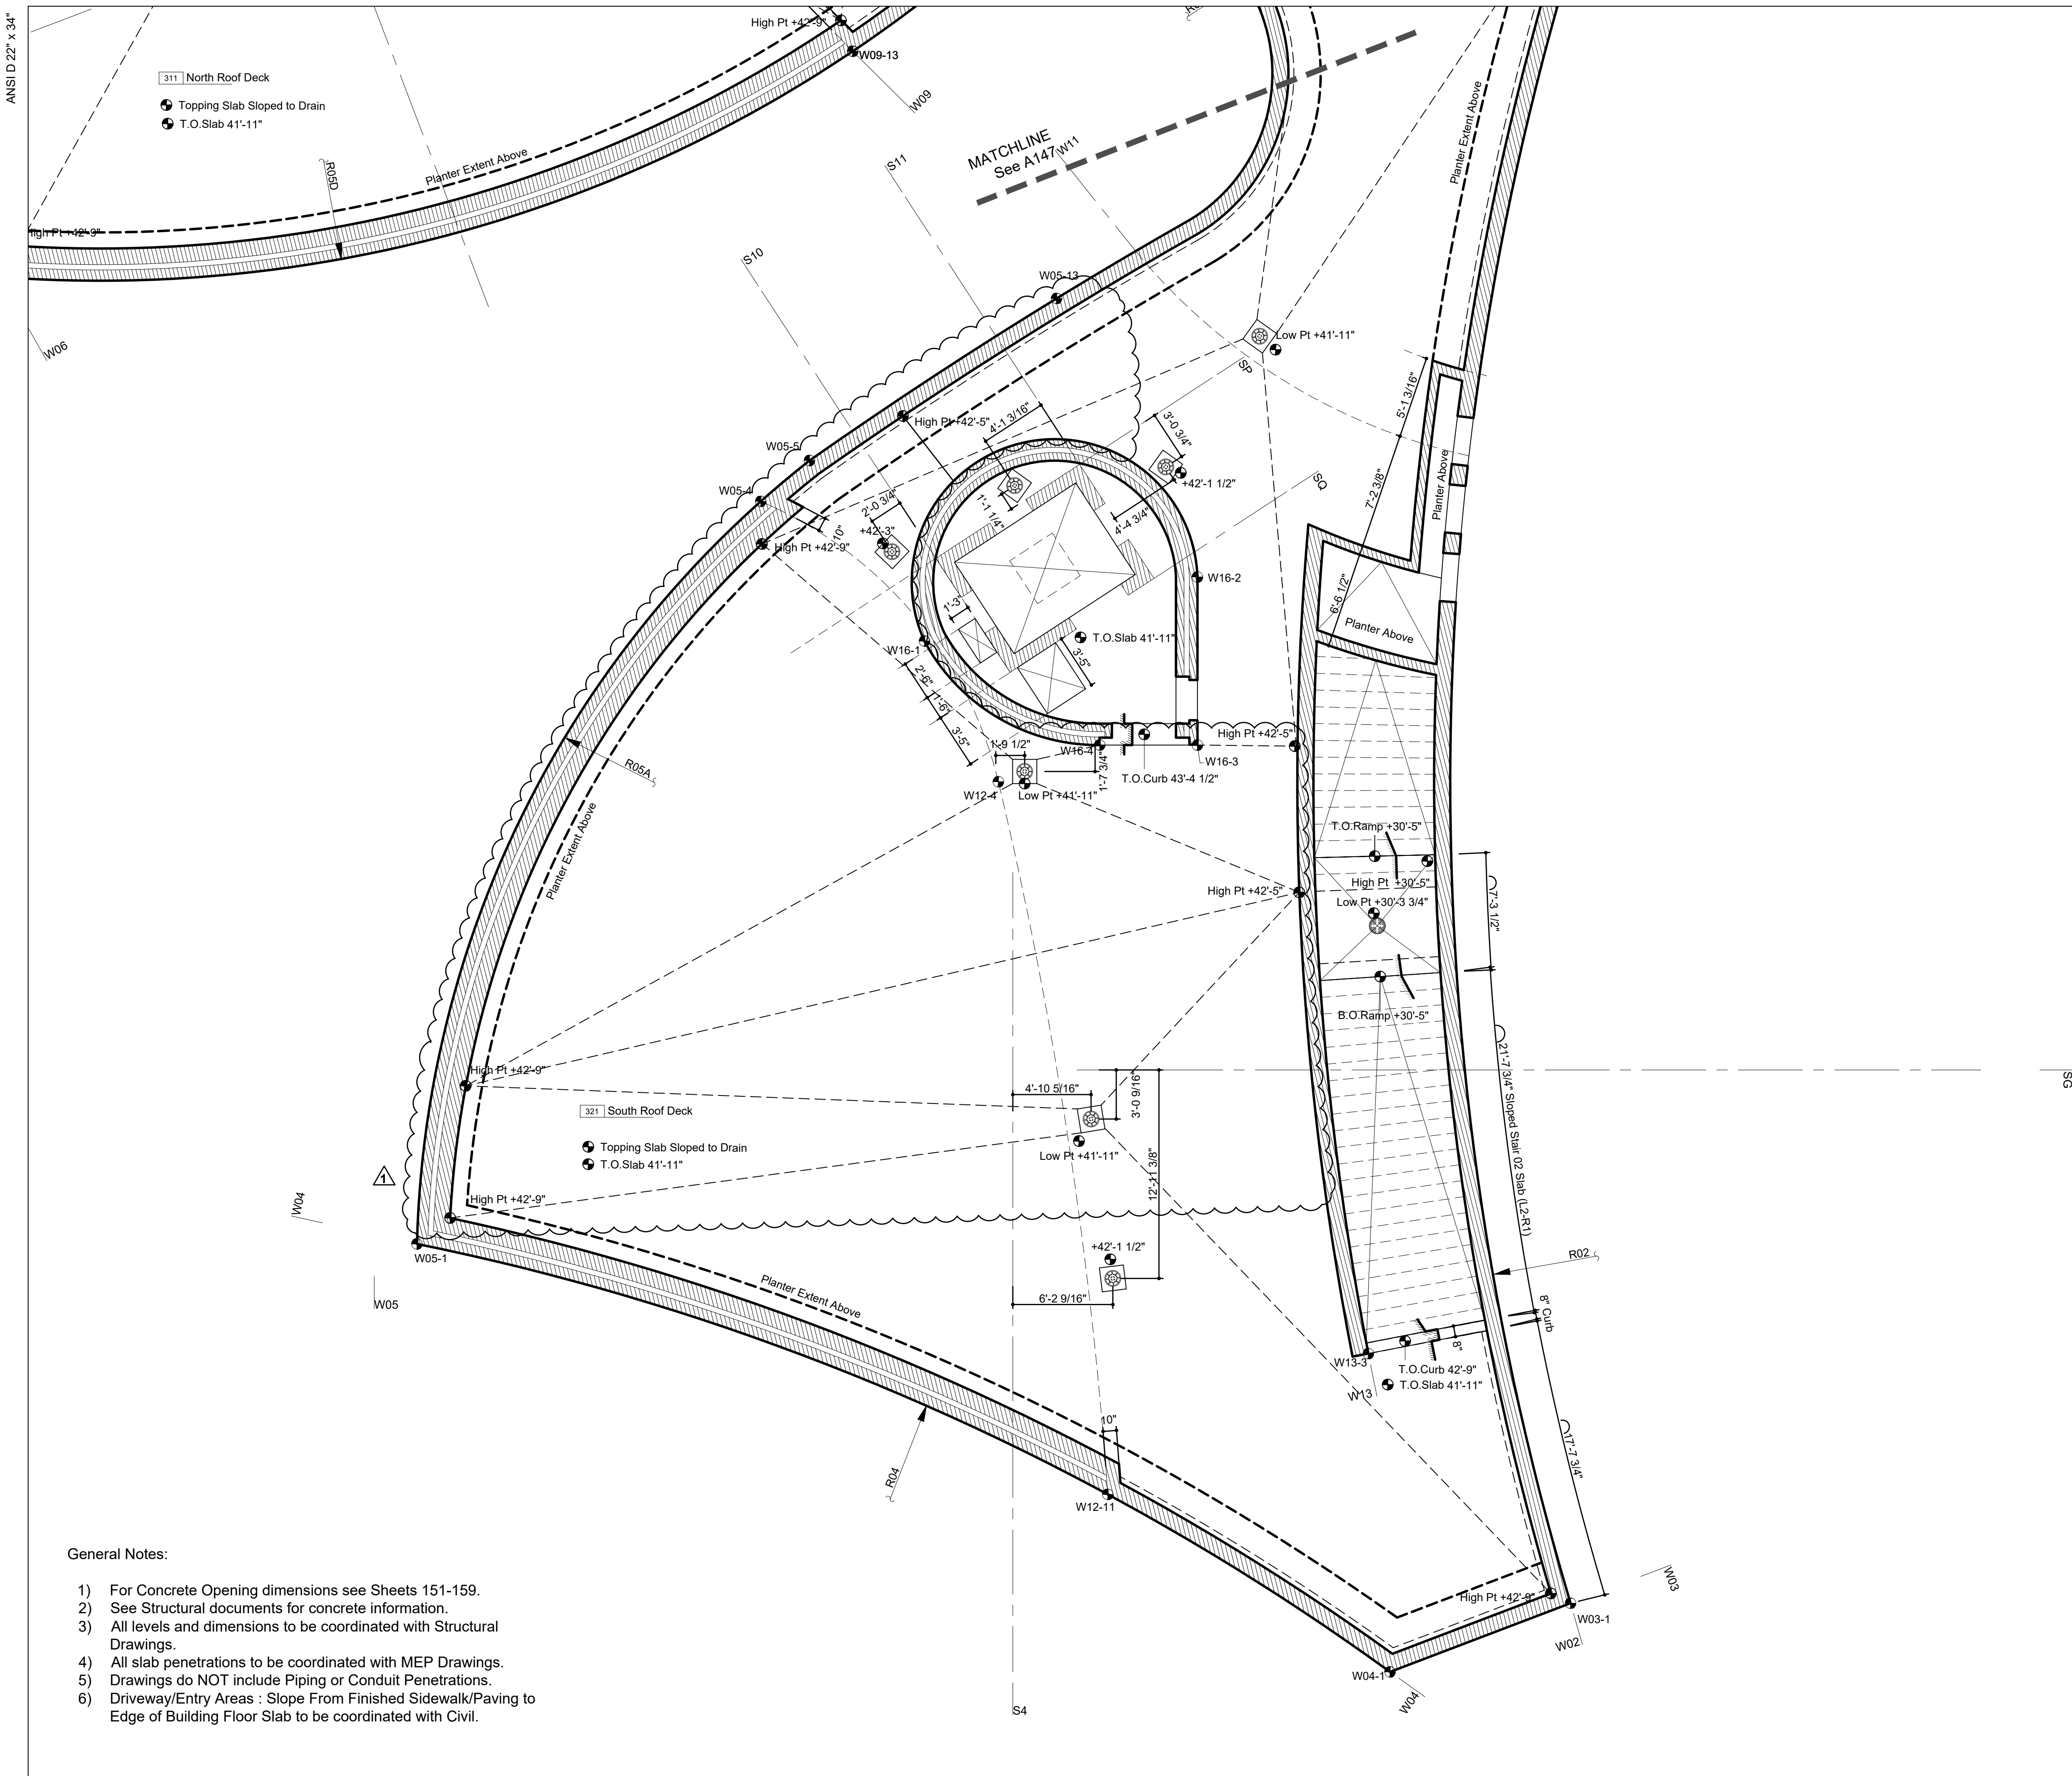 ANSI D 22" x 34"
High Pt +42'-9"
W09-13
W09
311 North Roof Deck
Topping Slab Sloped to Drain
T.O.Slab 41'-11"
R05D
Planter Extent Above
High Pt +42'-9"
W06
MATCHLINE
See A147
W11
S11
S10
Planter Extent Above
W05-13
Low Pt +41'-11"
SP
5'-1 3/16"
High Pt +42'-5"
4'-1 3/16"
3'-0 3/4"
W05-5
W05-4
+42'-1 1/2"
SQ
7'-2 3/8"
Planter Above
2'-0 3/4"
1'-1 1/4"
4'-4 3/4"
10"
+42'-3"
High Pt +42'-9"
W16-2
6'-6 1/2"
1'-3"
Planter Above
T.O.Slab 41'-11"
W16-1
3'-5"
2'-6"
1'-6"
3'-5"
High Pt +42'-5"
1'-9 1/2"
W16-4
W16-3
1'-7 3/4"
T.O.Curb 43'-4 1/2"
W12-4
Low Pt +41'-11"
R05A
T.O.Ramp +30'-5"
Planter Extent Above
High Pt +30'-5"
High Pt +42'-5"
Low Pt +30'-3 3/4"
7'-3 1/2"
B.O.Ramp +30'-5"
High Pt +42'-9"
SG
4'-10 5/16"
3'-0 9/16"
321 South Roof Deck
Topping Slab Sloped to Drain
T.O.Slab 41'-11"
Low Pt +41'-11"
12'-11 3/8"
21'-7 3/4" Sloped Stair 02 Slab (L2-R1)
1
W04
High Pt +42'-9"
W05-1
+42'-1 1/2"
R02
W05
Planter Extent Above
6'-2 9/16"
8" Curb
8"
W13-3
T.O.Curb 42'-9"
T.O.Slab 41'-11"
W13
10"
17'-7 3/4"
R04
W12-11
High Pt +42'-9"
W03
W03-1
W02
W04-1
W04
S4
General Notes:
1) For Concrete Opening dimensions see Sheets 151-159.
2) See Structural documents for concrete information.
3) All levels and dimensions to be coordinated with Structural
Drawings.
4) All slab penetrations to be coordinated with MEP Drawings.
5) Drawings do NOT include Piping or Conduit Penetrations.
6) Driveway/Entry Areas : Slope From Finished Sidewalk/Paving to
Edge of Building Floor Slab to be coordinated with Civil.